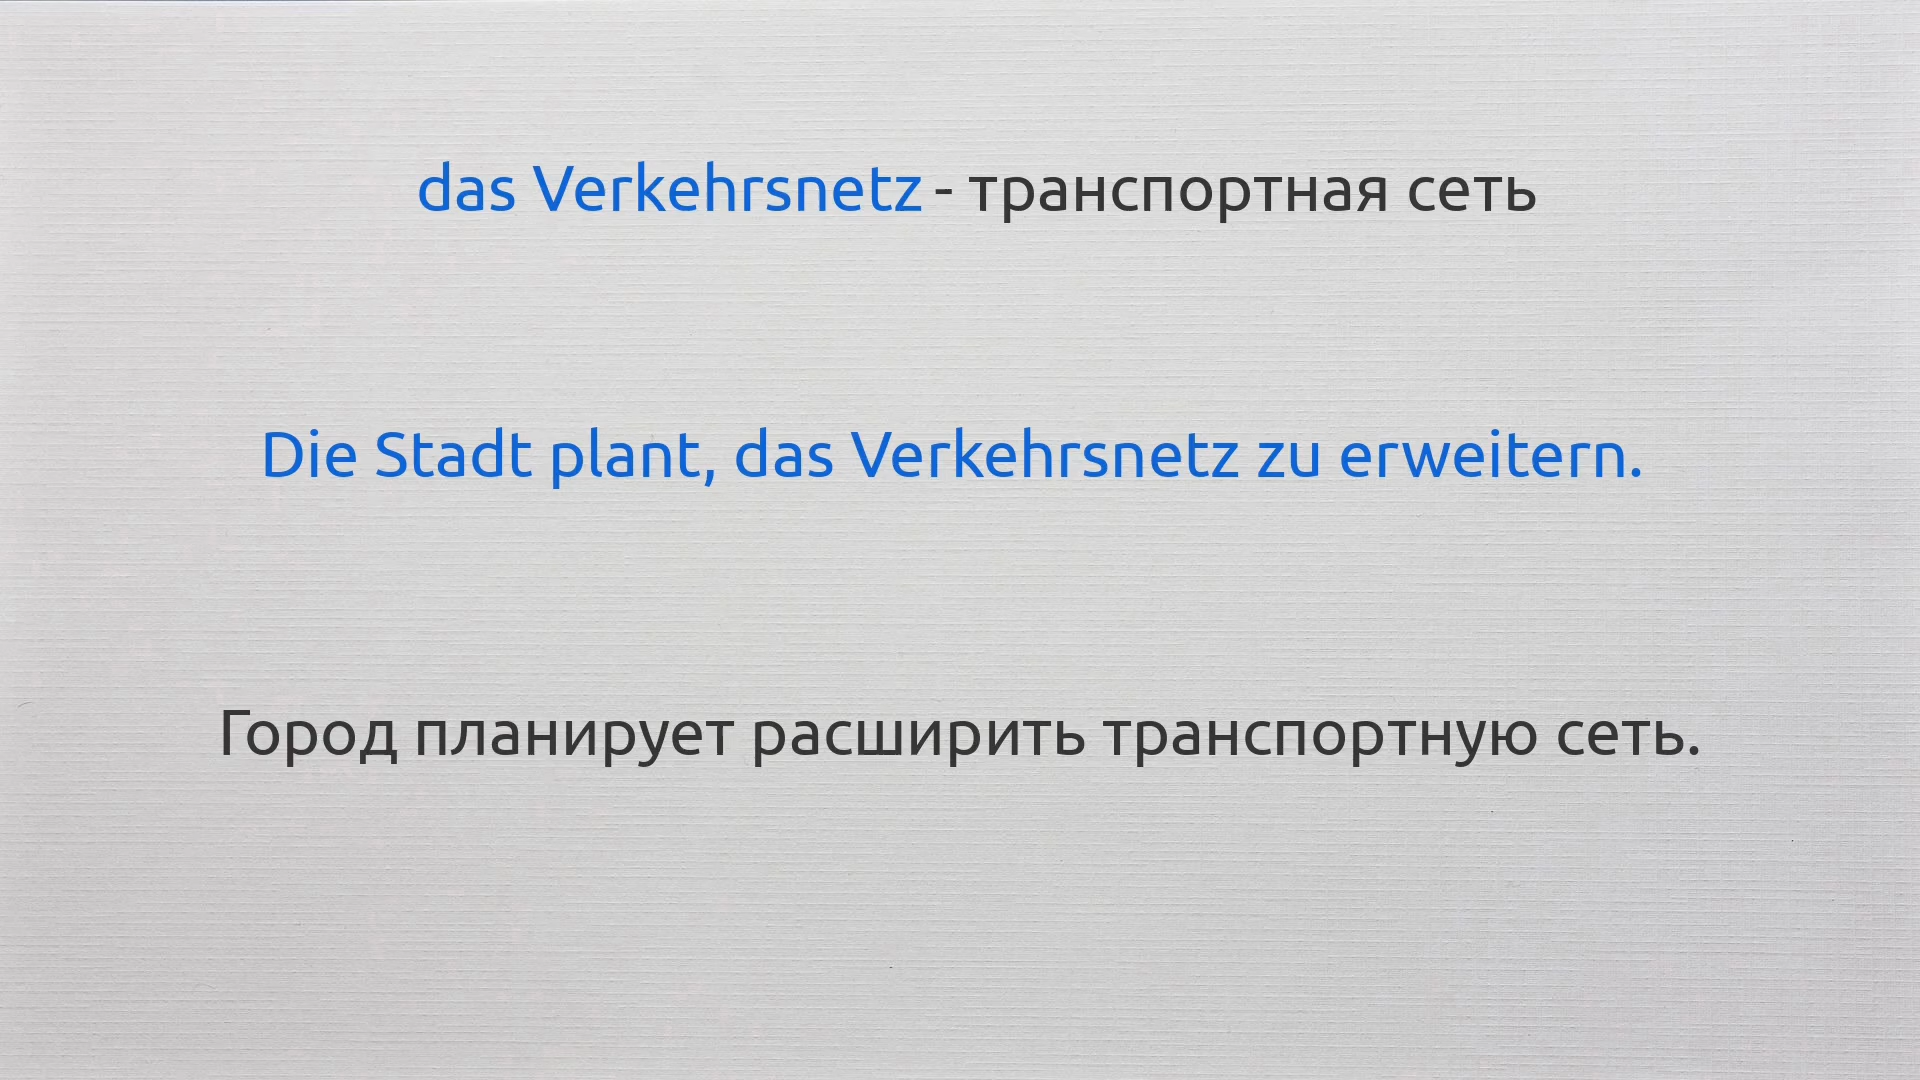 das Verkehrsnetz - транспортная сеть
Die Stadt plant, das Verkehrsnetz zu erweitern.
Город планирует расширить транспортную сеть.